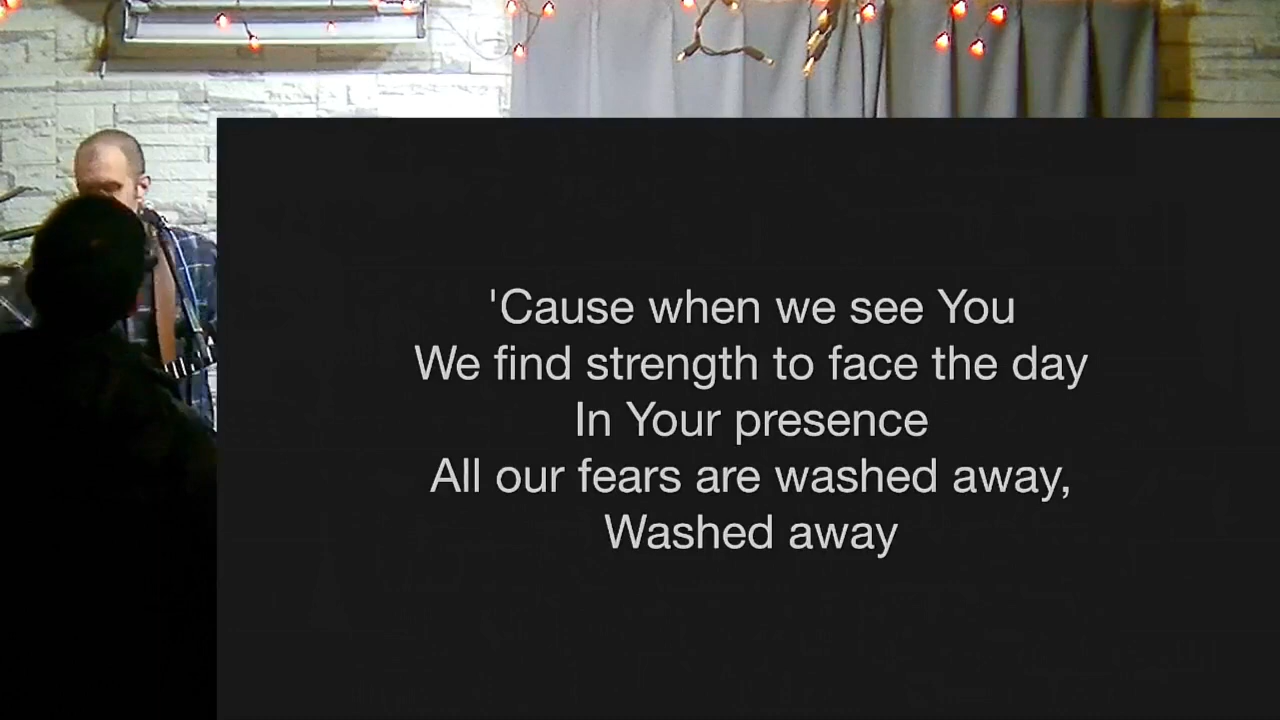 'Cause when we see You
We find strength to face the day
In Your presence
All our fears are washed away,
Washed away